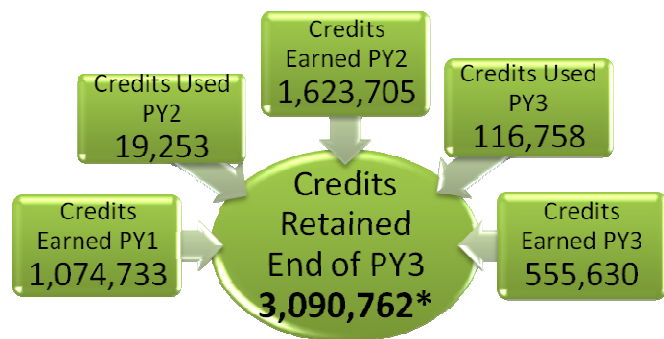 Credits
Earned PY2
1,623,705
Credits Used
PY2
19,253
Credits Used
PY3
116,758
Credits
Earned PY1
1,074,733
Credits
Retained
End of PY3
3,090,762*
Credits
Earned PY3
555,630